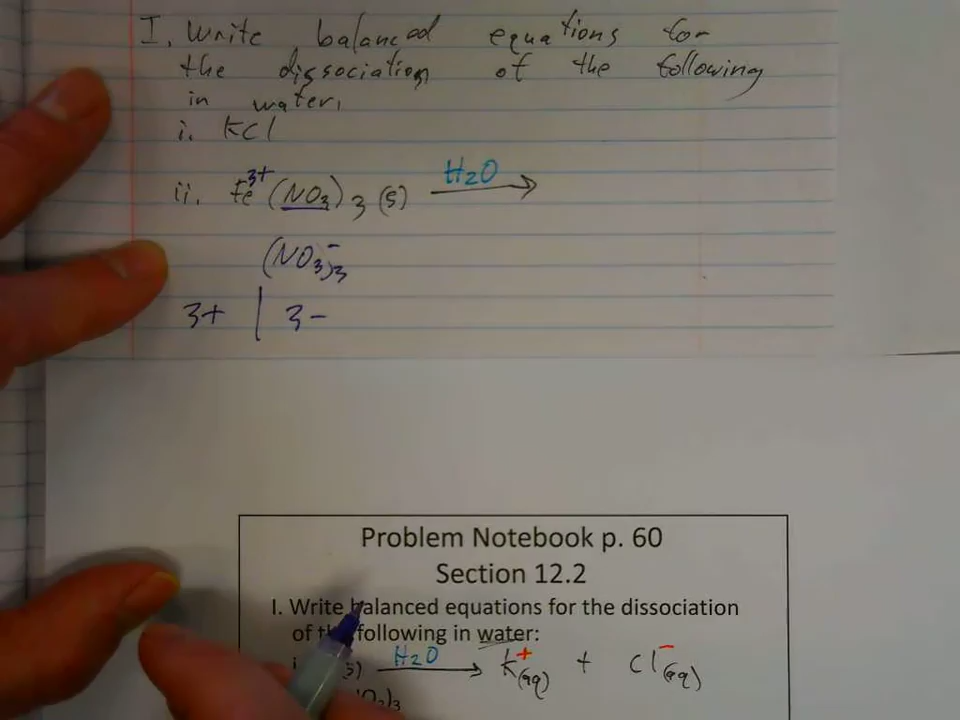 I. Write balanced equations for
the dissociation of the following
in water.
i. KCl
ii. Fe³⁺(NO₃)₃ (s) H₂O →
(NO₃)₃⁻
3+ | 3−
Problem Notebook p. 60
Section 12.2
I. Write balanced equations for the dissociation
of the following in water:
i. s) H₂O → K⁺(aq) + Cl⁻(aq)